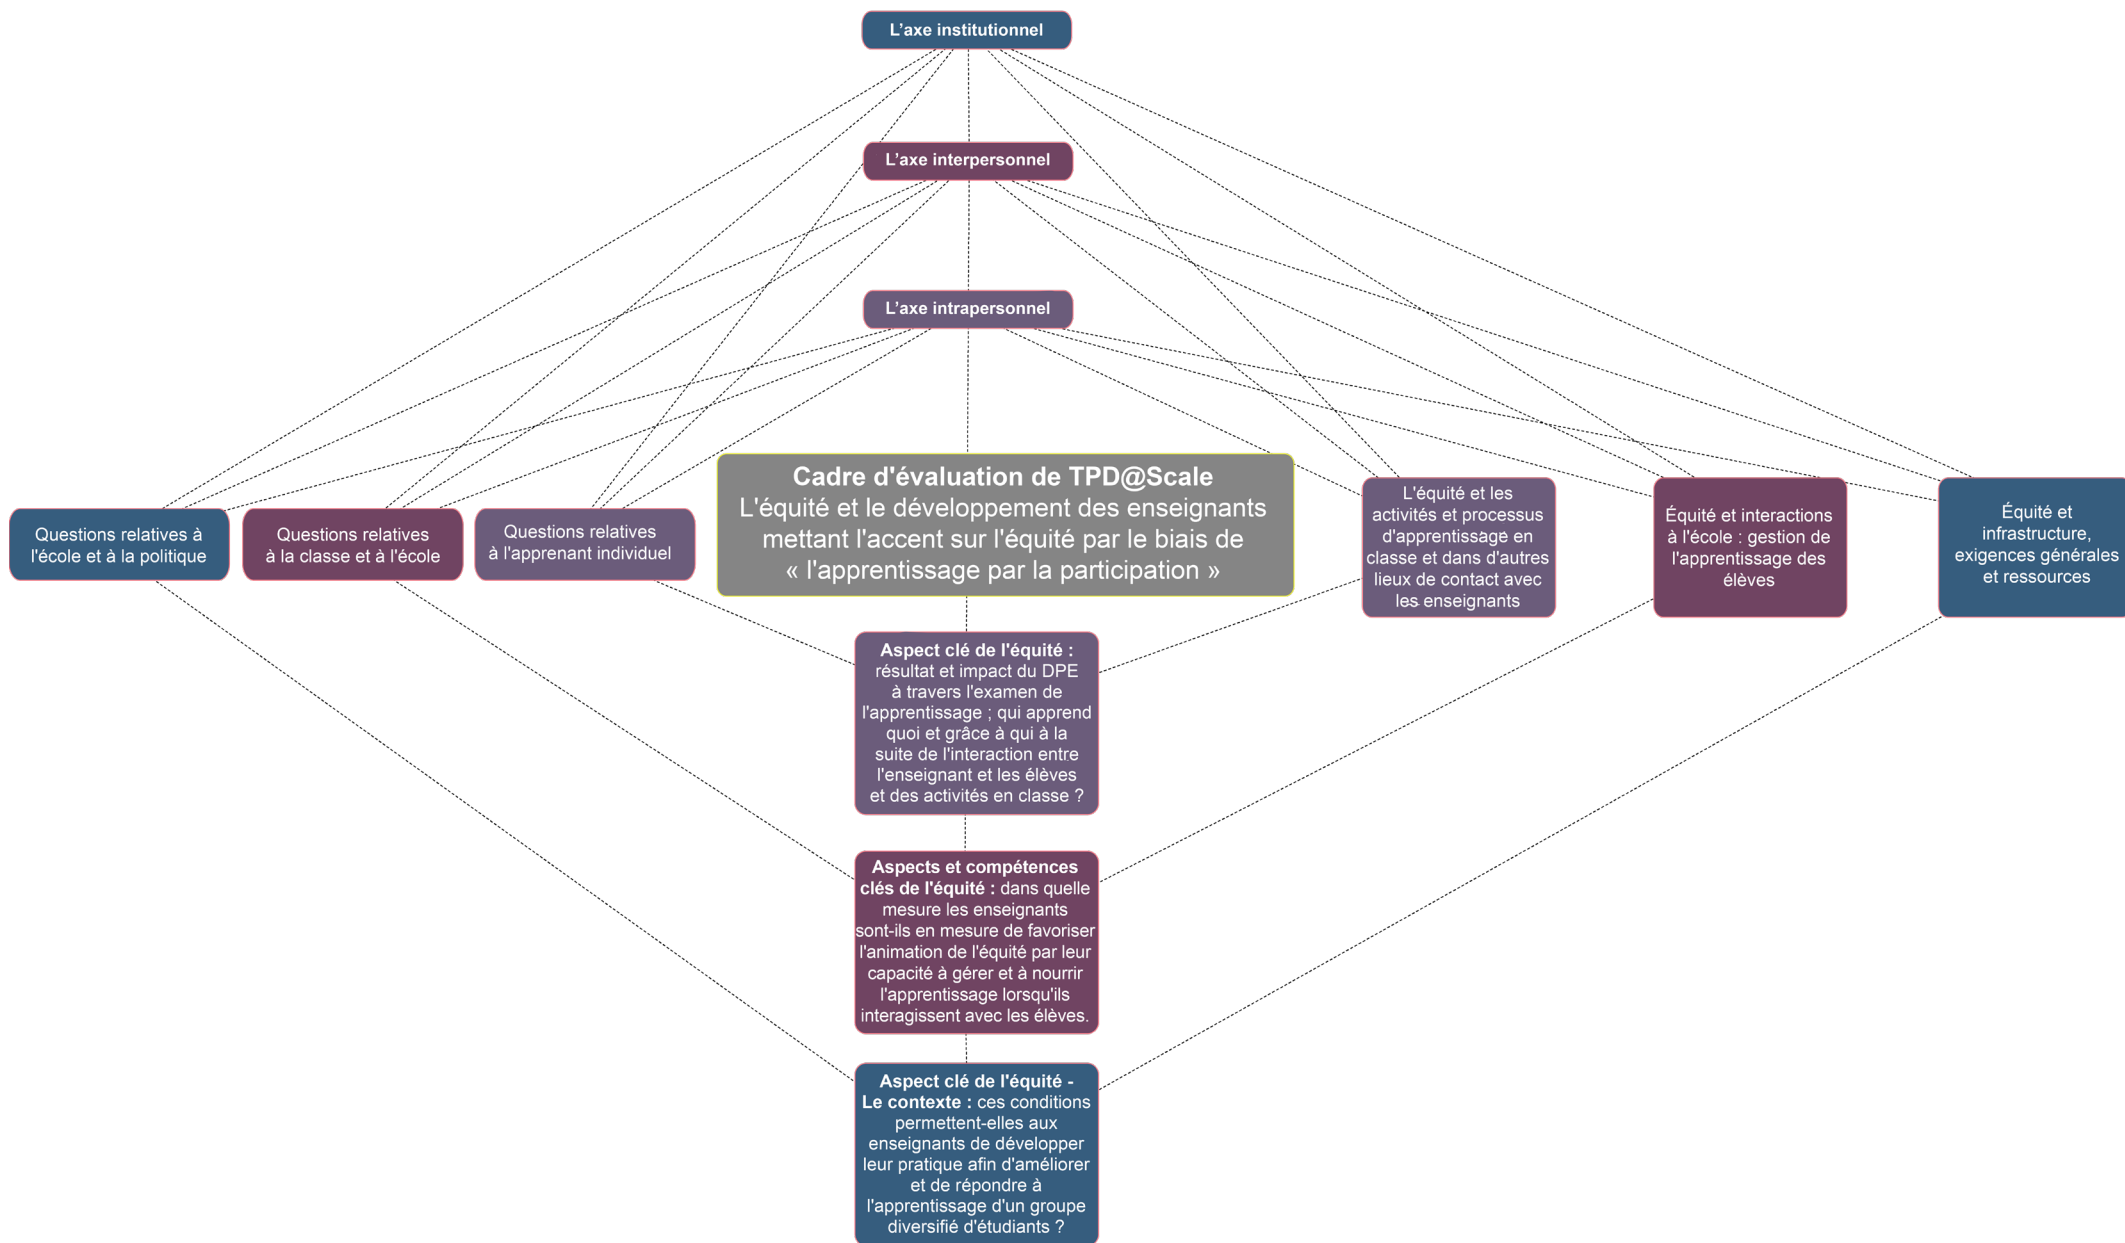 L'axe institutionnel
L'axe interpersonnel
L'axe intrapersonnel
Questions relatives à
l'école et à la politique
Questions relatives
à la classe et à l'école
Questions relatives
à l'apprenant individuel
Cadre d'évaluation de TPD@Scale
L'équité et le développement des enseignants
mettant l'accent sur l'équité par le biais de
« l'apprentissage par la participation »
L'équité et les
activités et processus
d'apprentissage en
classe et dans d'autres
lieux de contact avec
les enseignants
Équité et interactions
à l'école : gestion de
l'apprentissage des
élèves
Équité et
infrastructure,
exigences générales
et ressources
Aspect clé de l'équité :
résultat et impact du DPE
à travers l'examen de
l'apprentissage ; qui apprend
quoi et grâce à qui à la
suite de l'interaction entre
l'enseignant et les élèves
et des activités en classe ?
Aspects et compétences
clés de l'équité : dans quelle
mesure les enseignants
sont-ils en mesure de favoriser
l'animation de l'équité par leur
capacité à gérer et à nourrir
l'apprentissage lorsqu'ils
interagissent avec les élèves.
Aspect clé de l'équité -
Le contexte : ces conditions
permettent-elles aux
enseignants de développer
leur pratique afin d'améliorer
et de répondre à
l'apprentissage d'un groupe
diversifié d'étudiants ?